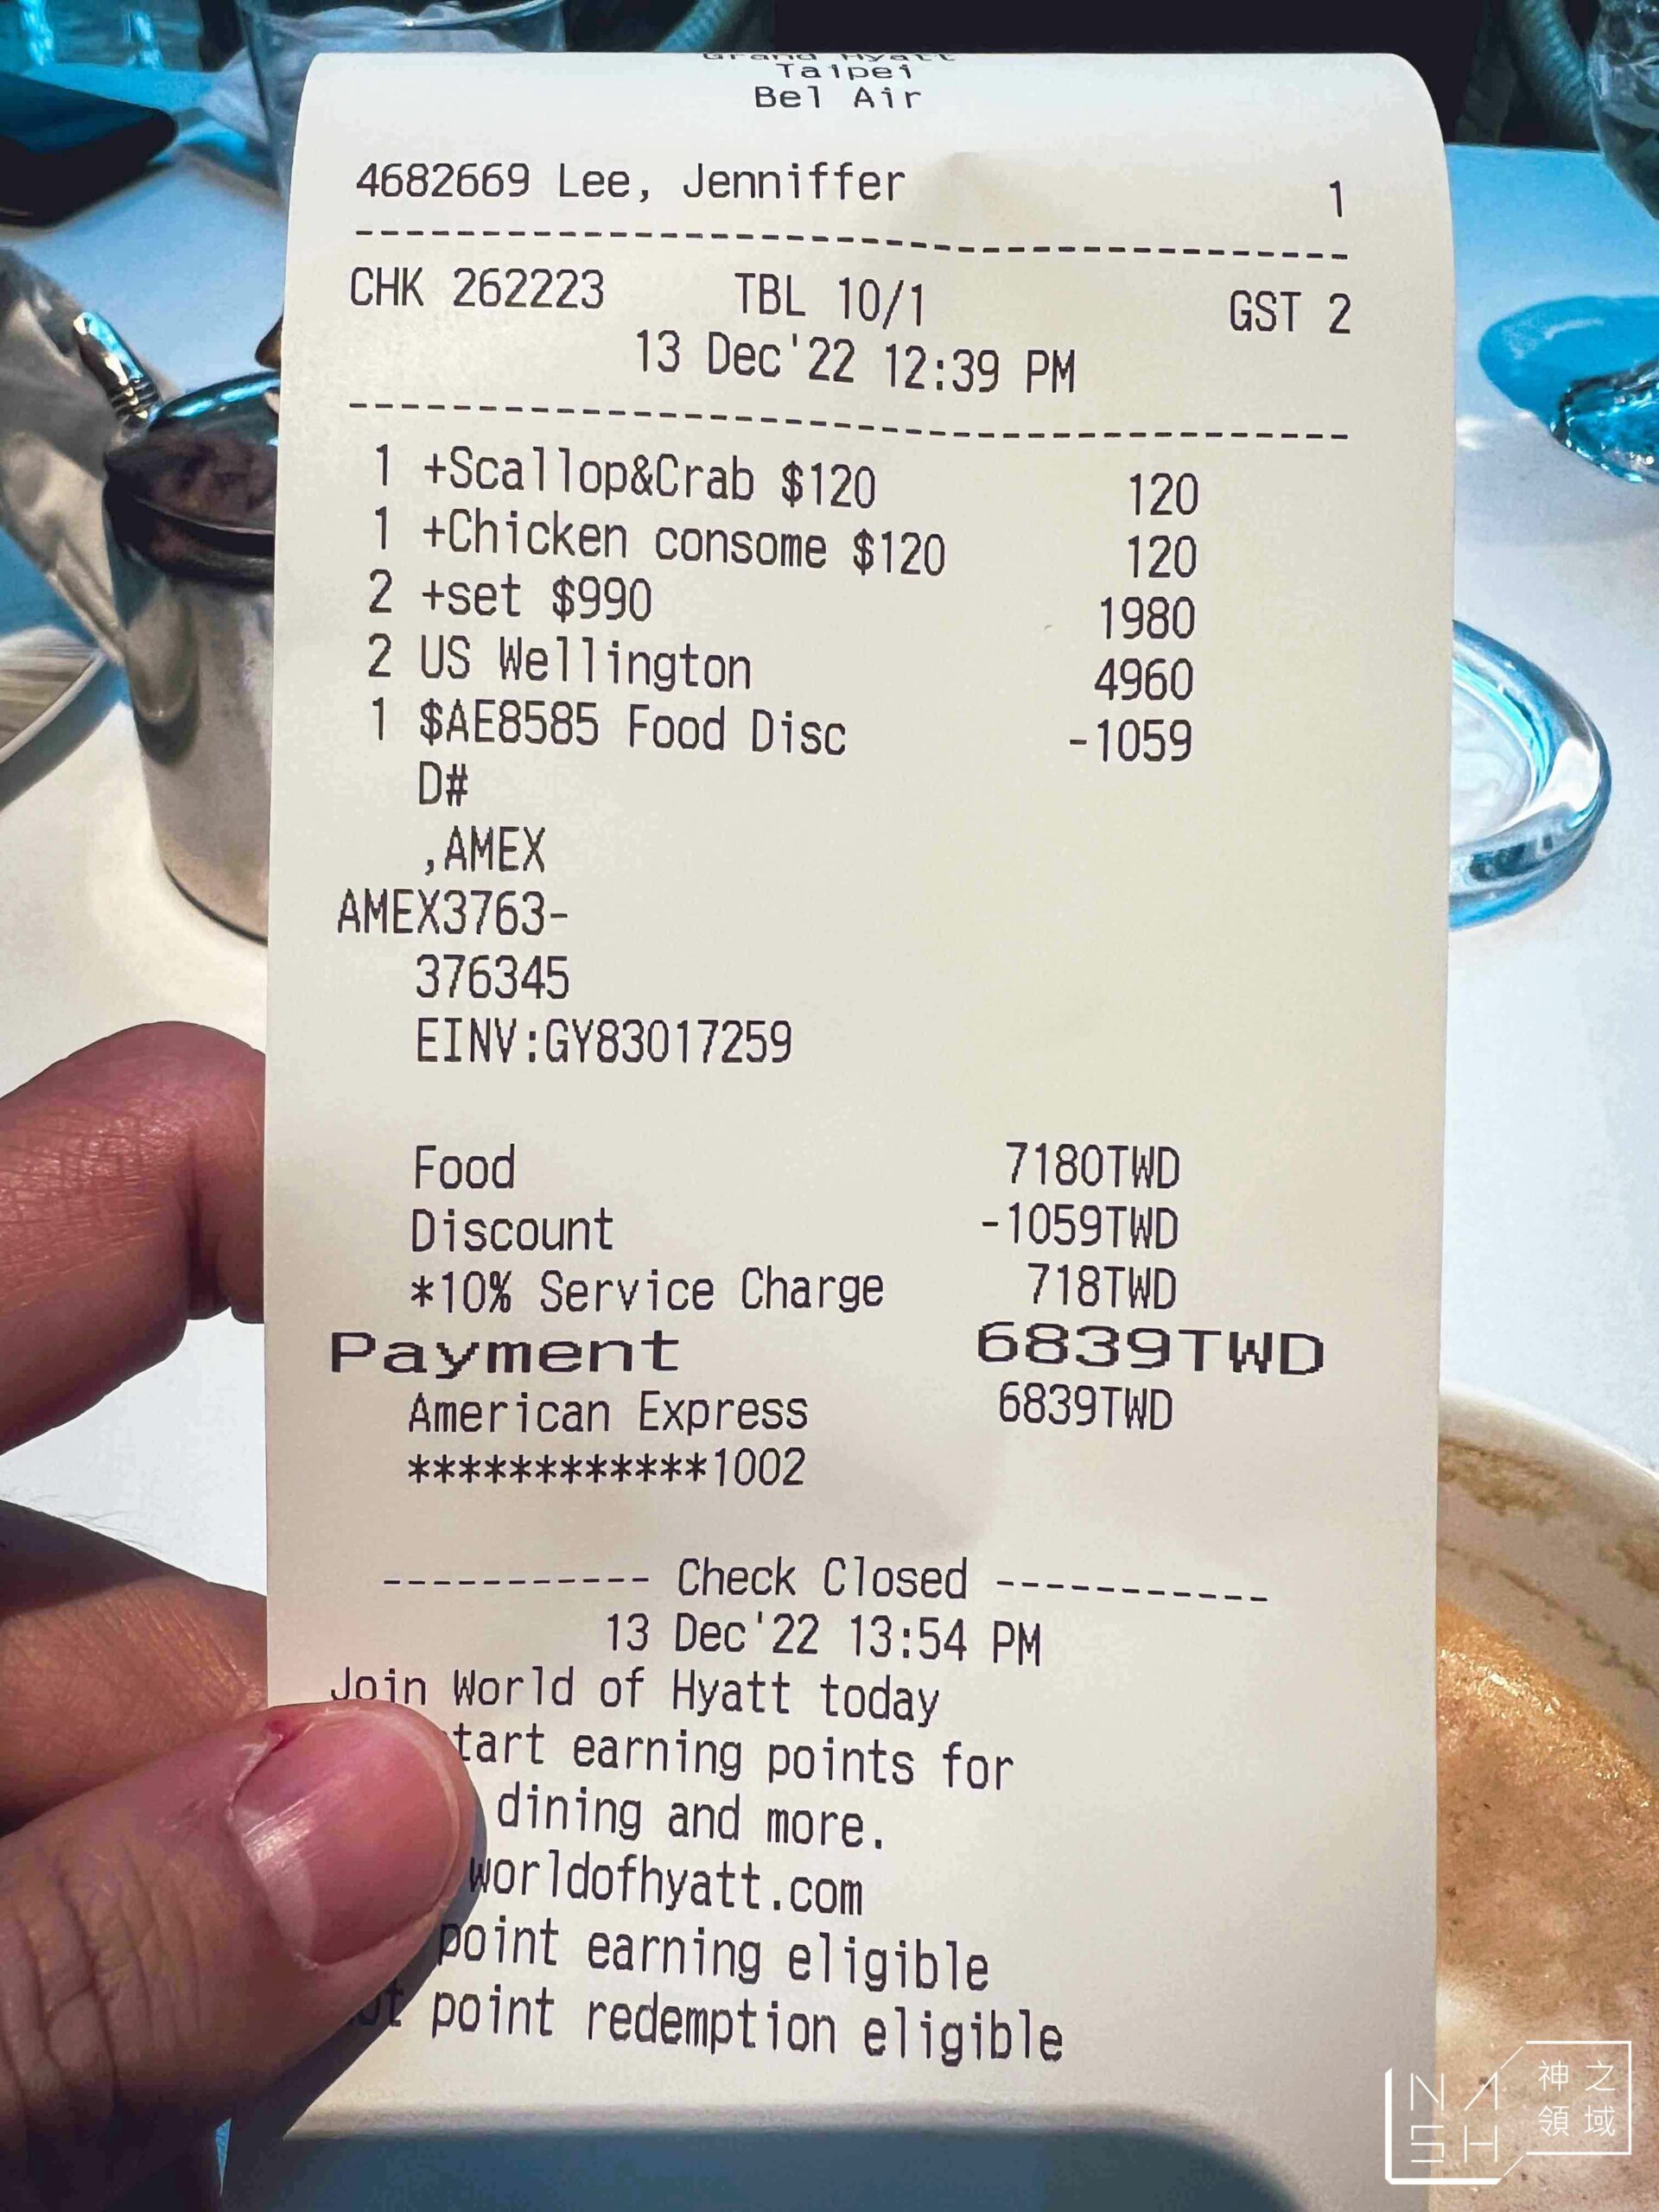 Grand Hyatt
Taipei
Bel Air
4682669 Lee, Jenniffer 1
----------------------------------------
CHK 262223 TBL 10/1 GST 2
13 Dec'22 12:39 PM
----------------------------------------
1 +Scallop&Crab $120 120
1 +Chicken consome $120 120
2 +set $990 1980
2 US Wellington 4960
1 $AE8585 Food Disc -1059
D#
,AMEX
AMEX3763-
376345
EINV:GY83017259
Food 7180TWD
Discount -1059TWD
*10% Service Charge 718TWD
Payment 6839TWD
American Express 6839TWD
************1002
----------- Check Closed -----------
13 Dec'22 13:54 PM
Join World of Hyatt today
tart earning points for
dining and more.
worldofhyatt.com
point earning eligible
point redemption eligible
NASH
神之
領域